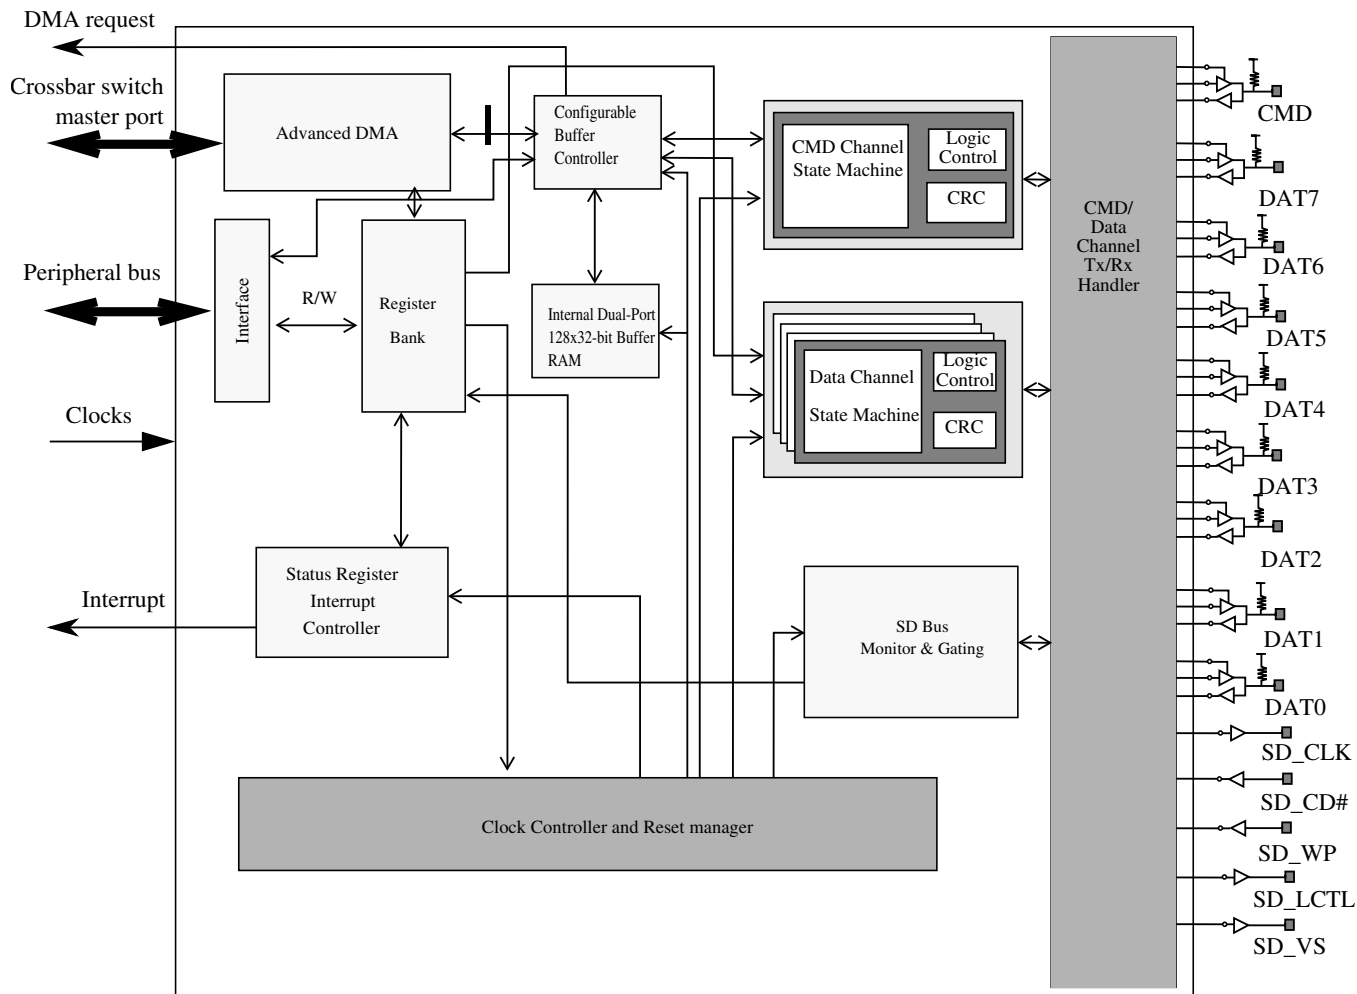 DMA request
Crossbar switch
master port
Advanced DMA
Configurable
Buffer
Controller
CMD Channel
State Machine
Logic
Control
CRC
CMD/
Data
Channel
Tx/Rx
Handler
Peripheral bus
Interface
R/W
Register
Bank
Internal Dual-Port
128x32-bit Buffer
RAM
Data Channel
State Machine
Logic
Control
CRC
Clocks
Interrupt
Status Register
Interrupt
Controller
SD Bus
Monitor & Gating
Clock Controller and Reset manager
CMD
DAT7
DAT6
DAT5
DAT4
DAT3
DAT2
DAT1
DAT0
SD_CLK
SD_CD#
SD_WP
SD_LCTL
SD_VS